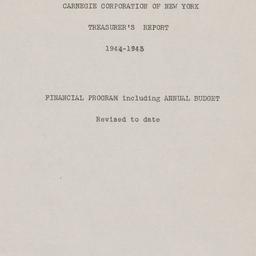 CARNEGIE CORPORATION OF NEW YORK
TREASURER'S REPORT
1944-1945
FINANCIAL PROGRAM including ANNUAL BUDGET
Revised to date